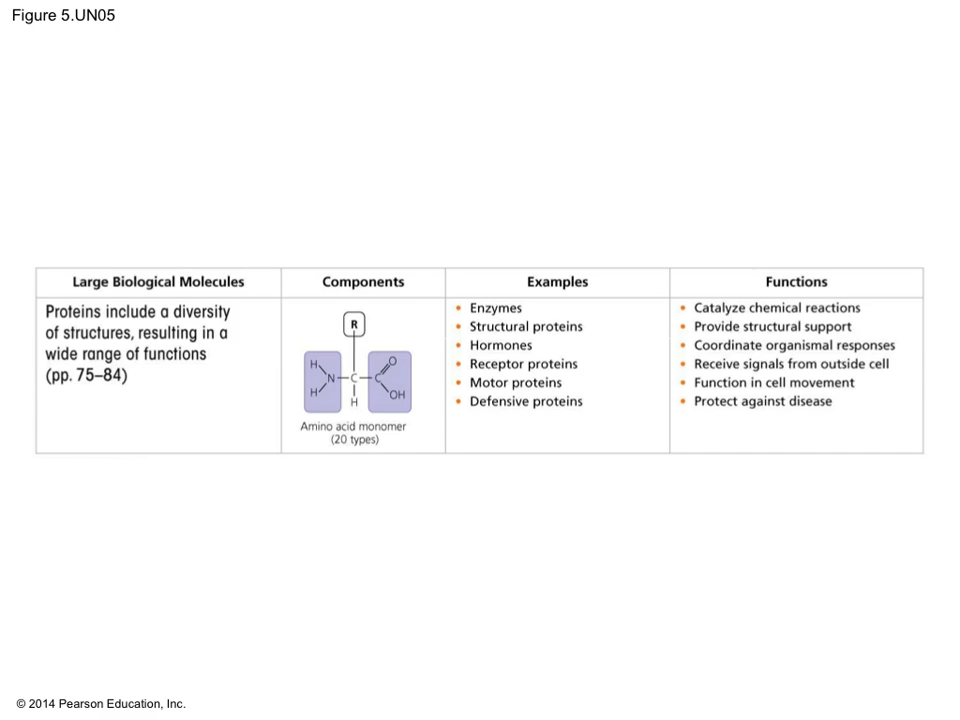 Figure 5.UN05
Large Biological Molecules
Components
Examples
Functions
Proteins include a diversity
of structures, resulting in a
wide range of functions
(pp. 75–84)
R
H
O
N
C
C
H
H
OH
Amino acid monomer
(20 types)
• Enzymes
• Structural proteins
• Hormones
• Receptor proteins
• Motor proteins
• Defensive proteins
• Catalyze chemical reactions
• Provide structural support
• Coordinate organismal responses
• Receive signals from outside cell
• Function in cell movement
• Protect against disease
© 2014 Pearson Education, Inc.